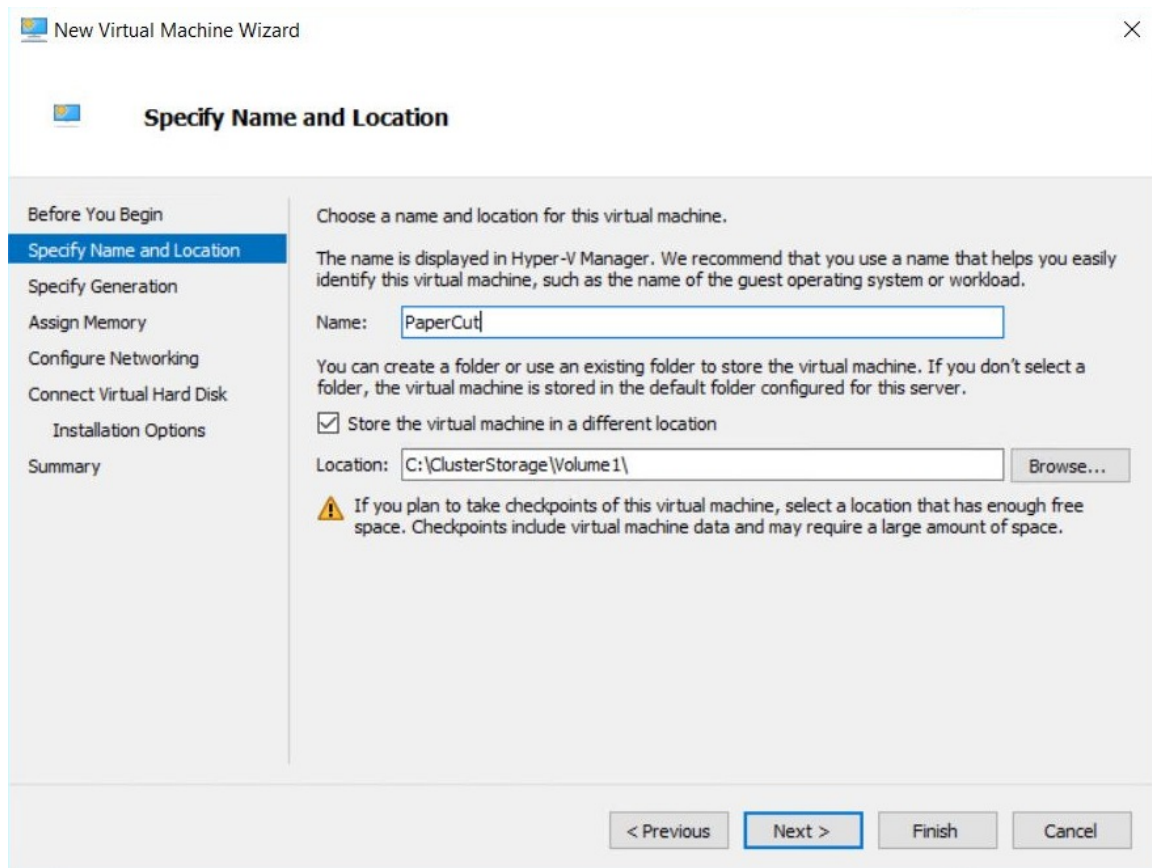 New Virtual Machine Wizard
Specify Name and Location
Before You Begin
Specify Name and Location
Specify Generation
Assign Memory
Configure Networking
Connect Virtual Hard Disk
Installation Options
Summary
Choose a name and location for this virtual machine.
The name is displayed in Hyper-V Manager. We recommend that you use a name that helps you easily
identify this virtual machine, such as the name of the guest operating system or workload.
Name: PaperCut
You can create a folder or use an existing folder to store the virtual machine. If you don't select a
folder, the virtual machine is stored in the default folder configured for this server.
Store the virtual machine in a different location
Location: C:\ClusterStorage\Volume1\ Browse...
If you plan to take checkpoints of this virtual machine, select a location that has enough free
space. Checkpoints include virtual machine data and may require a large amount of space.
< Previous Next > Finish Cancel